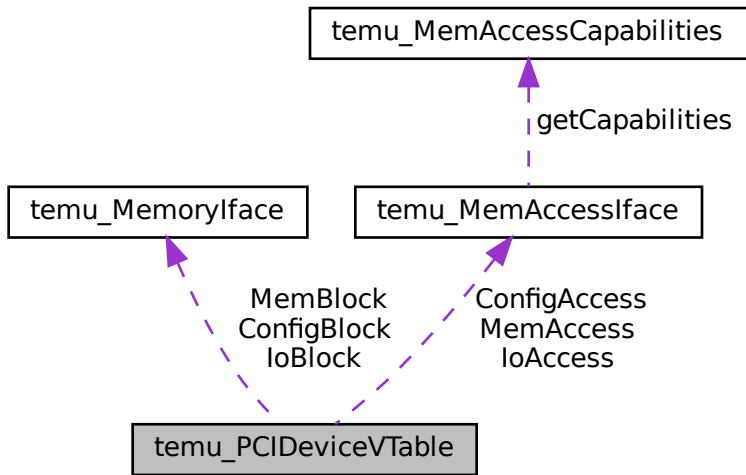 temu_MemAccessCapabilities
getCapabilities
temu_MemoryIface
temu_MemAccessIface
MemBlock
ConfigBlock
IoBlock
ConfigAccess
MemAccess
IoAccess
temu_PCIDeviceVTable